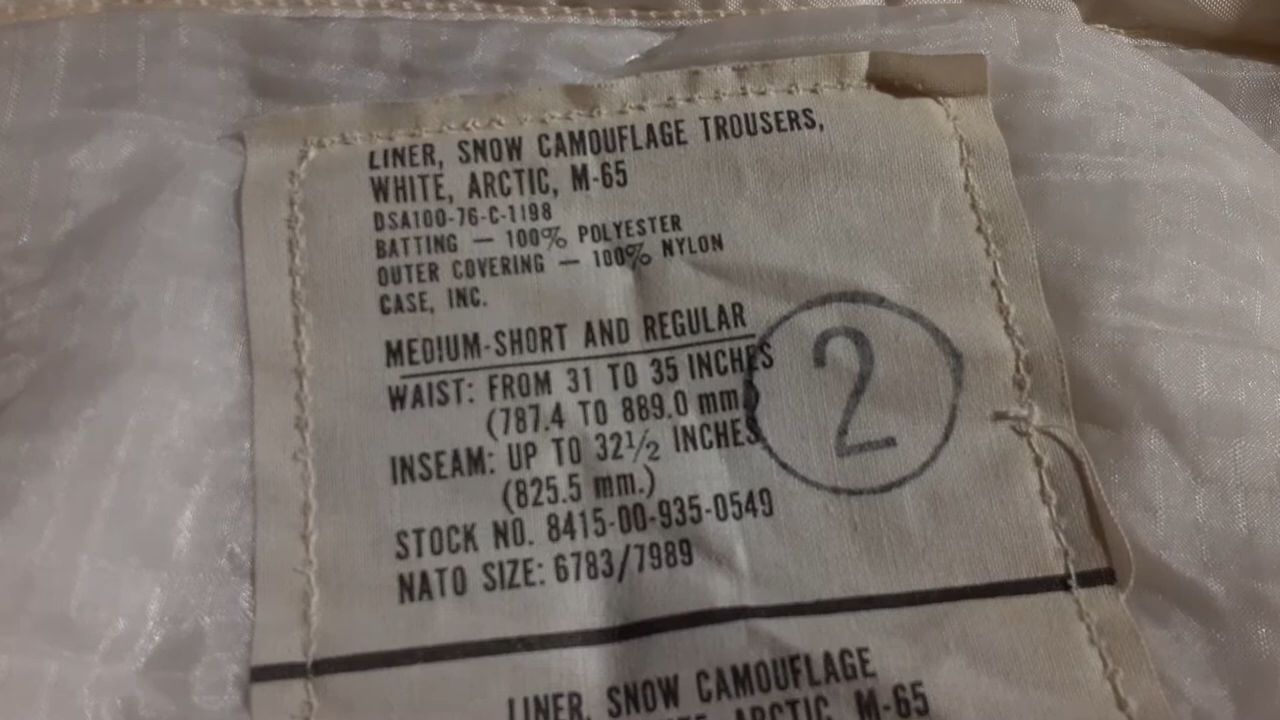 LINER, SNOW CAMOUFLAGE TROUSERS,
WHITE, ARCTIC, M-65
DSA100-76-C-1198
BATTING — 100% POLYESTER
OUTER COVERING — 100% NYLON
CASE, INC.
MEDIUM-SHORT AND REGULAR
WAIST: FROM 31 TO 35 INCHES
(787.4 TO 889.0 mm.)
INSEAM: UP TO 32½ INCHES
(825.5 mm.)
2
STOCK NO. 8415-00-935-0549
NATO SIZE: 6783/7989
LINER, SNOW CAMOUFLAGE
ARCTIC, M-65